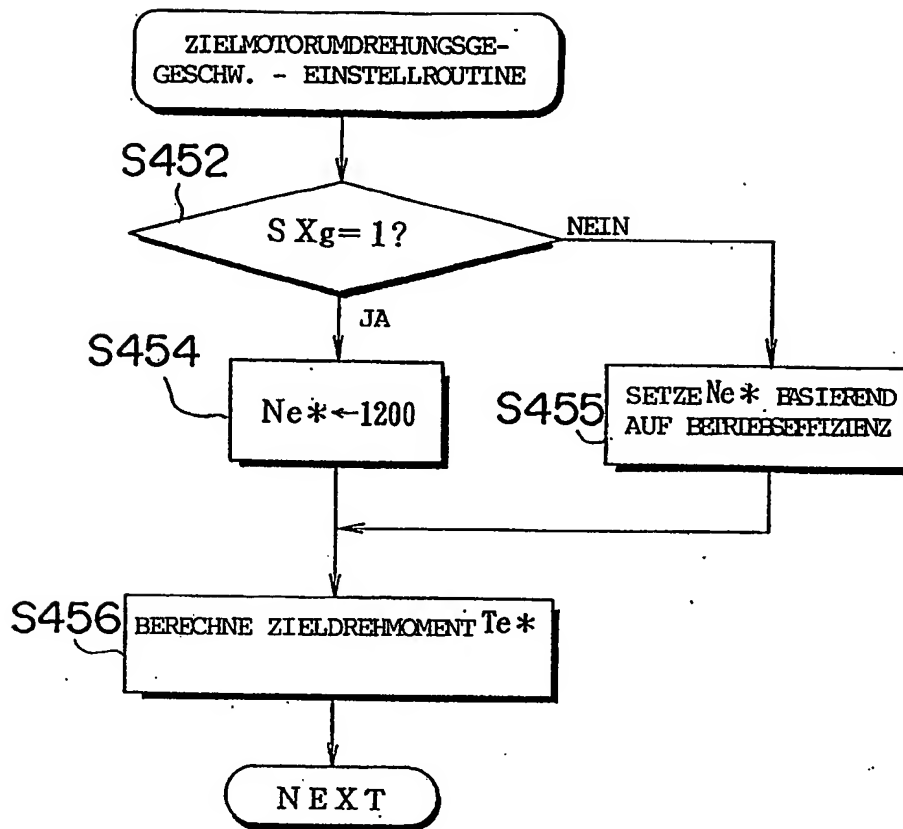 ZIELMOTORUMDREHUNGSGE-
GESCHW. - EINSTELLROUTINE
S452
SXg=1?
NEIN
JA
S454
Ne*←1200
S455
SETZE Ne* BASIEREND
AUF BETRIEBSEFFIZIENZ
S456
BERECHNE ZIELDREHMOMENT Te*
NEXT